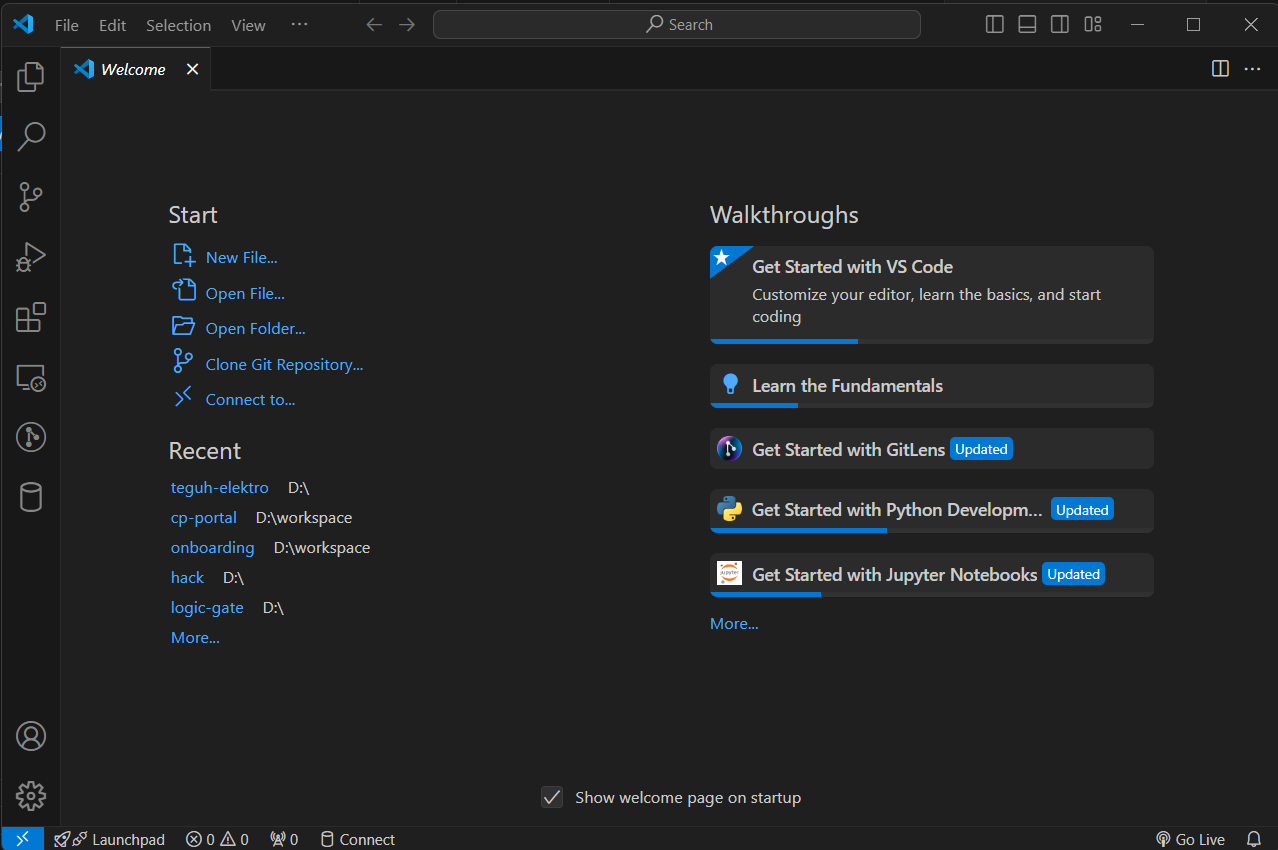 File Edit Selection View ··· Search
Welcome
Start
New File...
Open File...
Open Folder...
Clone Git Repository...
Connect to...
Recent
teguh-elektro D:\
cp-portal D:\workspace
onboarding D:\workspace
hack D:\
logic-gate D:\
More...
Walkthroughs
Get Started with VS Code
Customize your editor, learn the basics, and start
coding
Learn the Fundamentals
Get Started with GitLens Updated
Get Started with Python Developm... Updated
jupyter
Get Started with Jupyter Notebooks Updated
More...
Show welcome page on startup
Launchpad 0 0 0 Connect Go Live